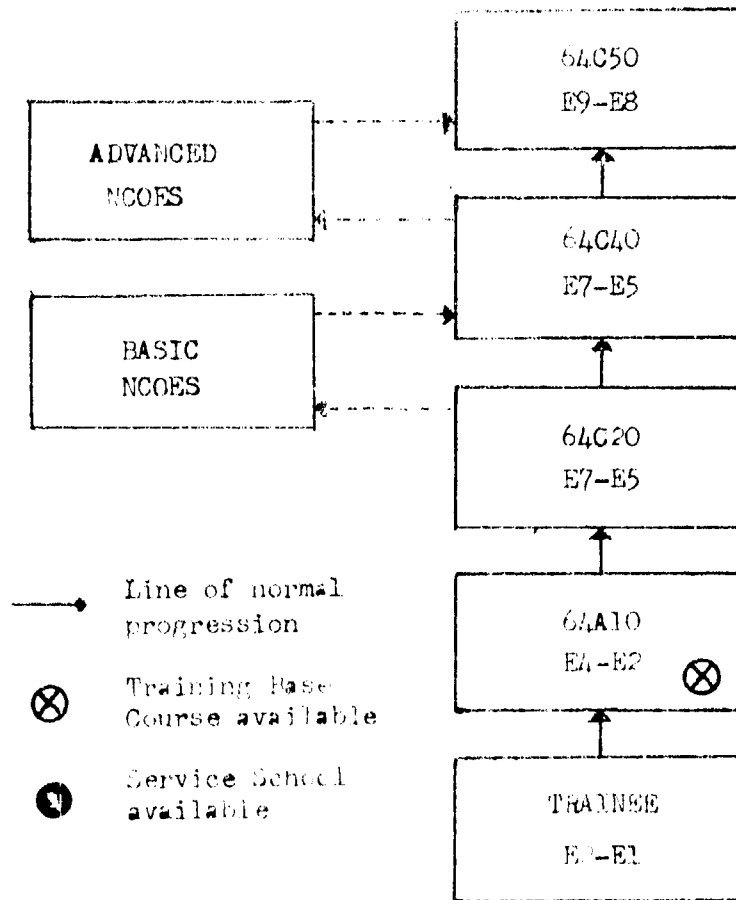 64C50
E9-E8
ADVANCED
NCOES
64C40
E7-E5
BASIC
NCOES
64C20
E7-E5
Line of normal
progression
64A10
E4-E2
Training Base
Course available
Service School
available
TRAINEE
E2-E1